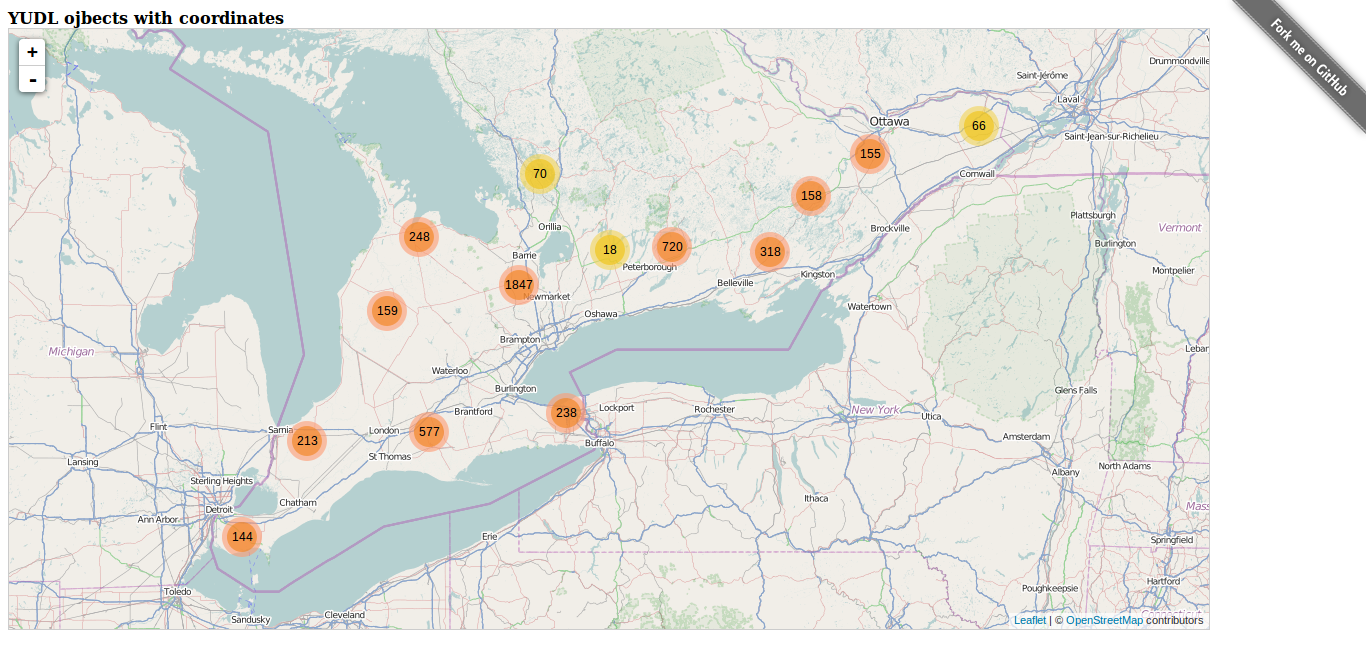 YUDL ojbects with coordinates
Fork me on GitHub
+
-
Saint-Jérôme
Drummondville
Laval
Ottawa
66
Saint-Jean-sur-Richelieu
155
70
Cornwall
158
Plattsburgh
Orillia
Brockville
Vermont
248
18
720
318
Burlington
Barrie
Peterborough
Kingston
Montpelier
1847
Belleville
Newmarket
159
Oshawa
Watertown
Brampton
Michigan
Waterloo
Burlington
Glens Falls
Brantford
238
Lockport
Rochester
New York
Utica
Flint
Sarnia
213
London
577
Buffalo
Amsterdam
St Thomas
Lansing
North Adams
Albany
Sterling Heights
Chatham
Ithaca
Detroit
Ann Arbor
144
Erie
Springfield
Toledo
Hartford
Poughkeepsie
Cleveland
Sandusky
Leaflet | © OpenStreetMap contributors